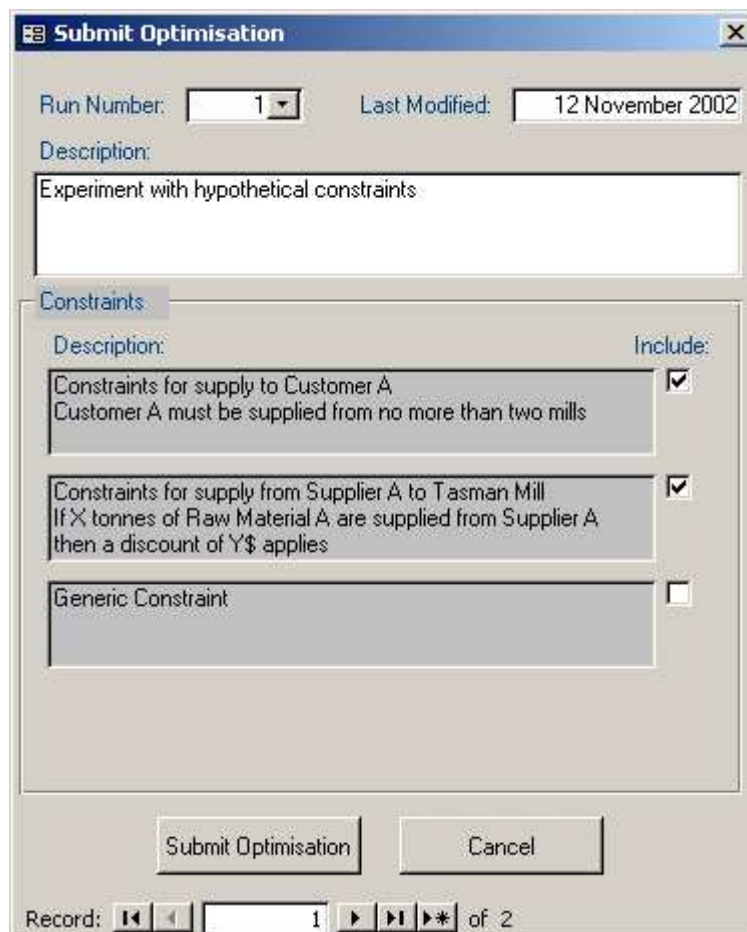 Submit Optimisation
Run Number: 1 Last Modified: 12 November 2002
Description:
Experiment with hypothetical constraints
Constraints
Description: Include:
Constraints for supply to Customer A
Customer A must be supplied from no more than two mills
Constraints for supply from Supplier A to Tasman Mill
If X tonnes of Raw Material A are supplied from Supplier A
then a discount of Y$ applies
Generic Constraint
Submit Optimisation Cancel
Record: 1 of 2